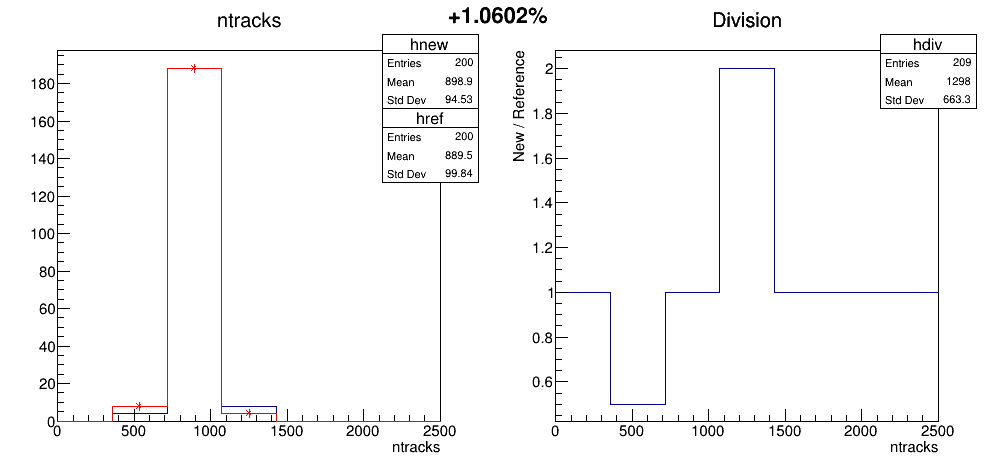 +1.0602%
ntracks
hnew
Entries 200
Mean 898.9
Std Dev 94.53
href
Entries 200
Mean 889.5
Std Dev 99.84
180
160
140
120
100
80
60
40
20
0
0 500 1000 1500 2000 2500
ntracks
Division
hdiv
Entries 209
Mean 1298
Std Dev 663.3
New / Reference
2
1.8
1.6
1.4
1.2
1
0.8
0.6
0 500 1000 1500 2000 2500
ntracks